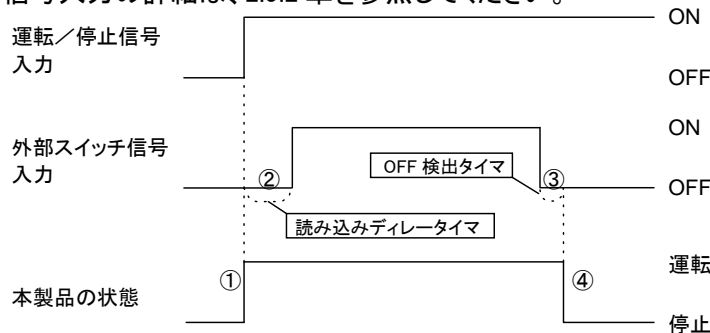 信号入力の詳細は、2.3.2 章を参照してください。
ON
運転／停止信号
入力
OFF
ON
外部スイッチ信号
入力
②
OFF 検出タイマ
③
OFF
読み込みディレータイマ
①
運転
本製品の状態
④
停止